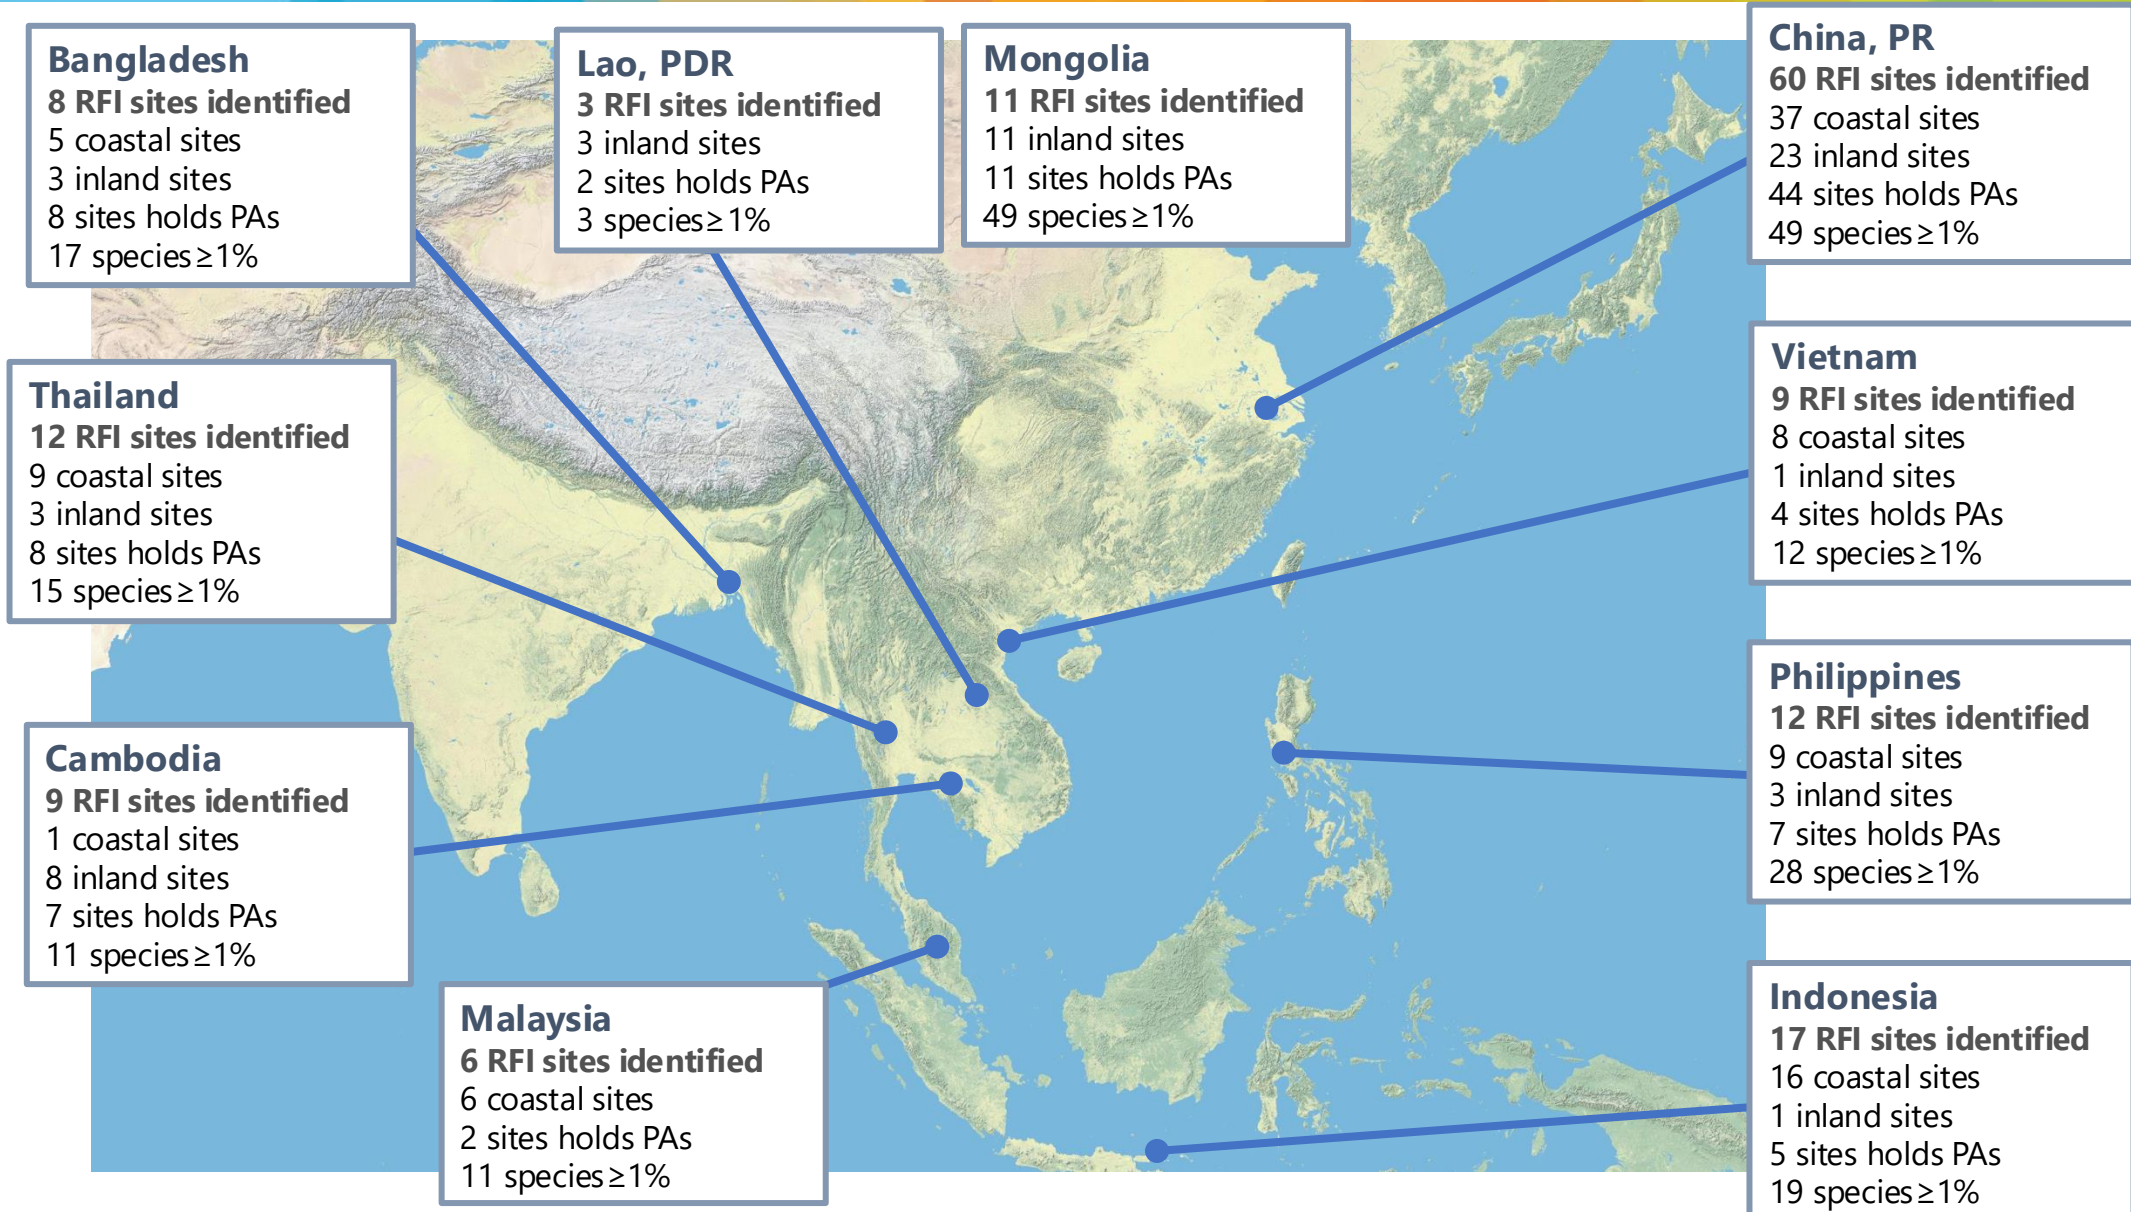 Bangladesh
8 RFI sites identified
5 coastal sites
3 inland sites
8 sites holds PAs
17 species≥1%
Lao, PDR
3 RFI sites identified
3 inland sites
2 sites holds PAs
3 species≥1%
Mongolia
11 RFI sites identified
11 inland sites
11 sites holds PAs
49 species≥1%
China, PR
60 RFI sites identified
37 coastal sites
23 inland sites
44 sites holds PAs
49 species≥1%
Thailand
12 RFI sites identified
9 coastal sites
3 inland sites
8 sites holds PAs
15 species≥1%
Vietnam
9 RFI sites identified
8 coastal sites
1 inland sites
4 sites holds PAs
12 species≥1%
Cambodia
9 RFI sites identified
1 coastal sites
8 inland sites
7 sites holds PAs
11 species≥1%
Philippines
12 RFI sites identified
9 coastal sites
3 inland sites
7 sites holds PAs
28 species≥1%
Malaysia
6 RFI sites identified
6 coastal sites
2 sites holds PAs
11 species≥1%
Indonesia
17 RFI sites identified
16 coastal sites
1 inland sites
5 sites holds PAs
19 species≥1%